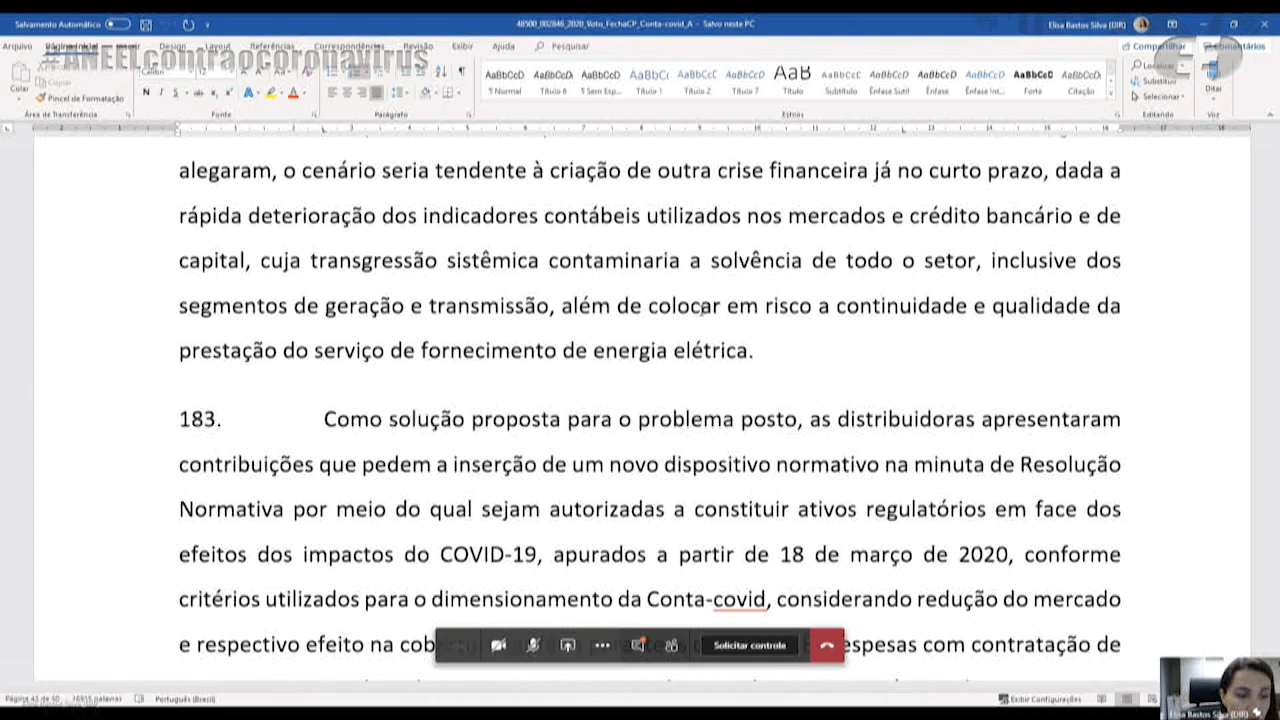 Salvamento Automático
48500_002846_2020_Voto_FechaCP_Conta-covid_A - Salvo neste PC
Elisa Bastos Silva (DIR)
Arquivo Página Inicial Inserir Design Layout Referências Correspondências Revisão Exibir Ajuda Pesquisar
Compartilhar Comentários
#ANEELcontraocoronavirus
Colar
Copiar
Pincel de Formatação
Área de Transferência
Calibri 12
N I S
Fonte
Parágrafo
AaBbCcD AaBbCcDc AaBbCcD AaBbCc AaBbCcD AaBbCcD AaB AaBbCcD AaBbCcDc AaBbCcD AaBbCcD AaBbCcD AaBbCcDc
¶ Normal Título 6 ¶ Sem Esp... Título 1 Título 2 Título 7 Título Subtítulo Ênfase Sutil Ênfase Ênfase Int... Forte Citação
Estilos
Localizar
Substituir
Selecionar
Editando
Ditar
Voz
alegaram, o cenário seria tendente à criação de outra crise financeira já no curto prazo, dada a
rápida deterioração dos indicadores contábeis utilizados nos mercados e crédito bancário e de
capital, cuja transgressão sistêmica contaminaria a solvência de todo o setor, inclusive dos
segmentos de geração e transmissão, além de colocar em risco a continuidade e qualidade da
prestação do serviço de fornecimento de energia elétrica.
183. Como solução proposta para o problema posto, as distribuidoras apresentaram
contribuições que pedem a inserção de um novo dispositivo normativo na minuta de Resolução
Normativa por meio do qual sejam autorizadas a constituir ativos regulatórios em face dos
efeitos dos impactos do COVID-19, apurados a partir de 18 de março de 2020, conforme
critérios utilizados para o dimensionamento da Conta-covid, considerando redução do mercado
e respectivo efeito na cob
Solicitar controle
espesas com contratação de
Página 43 de 50 palavras Português (Brasil)
Exibir Configurações
Elisa Bastos Silva (DIR)